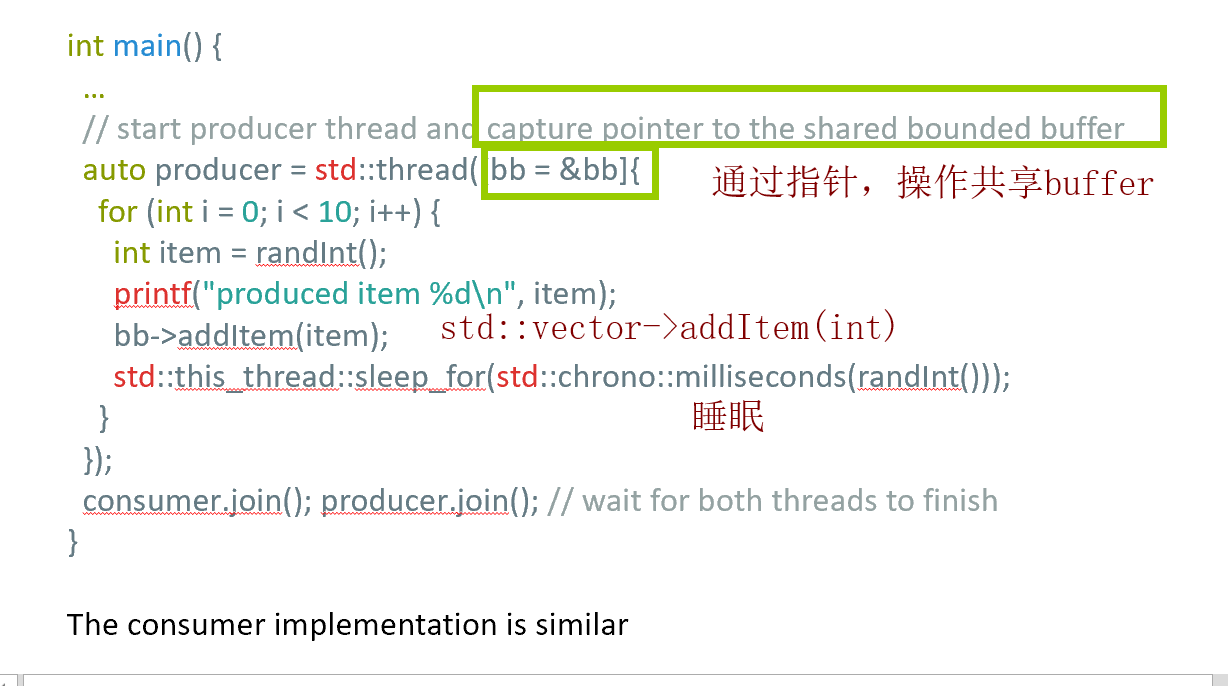 int main() {
…
// start producer thread and capture pointer to the shared bounded buffer
auto producer = std::thread( bb = &bb]{
通过指针，操作共享buffer
for (int i = 0; i < 10; i++) {
int item = randInt();
printf("produced item %d\n", item);
bb->addItem(item);
std::vector->addItem(int)
std::this_thread::sleep_for(std::chrono::milliseconds(randInt()));
睡眠
}
});
consumer.join(); producer.join(); // wait for both threads to finish
}
The consumer implementation is similar